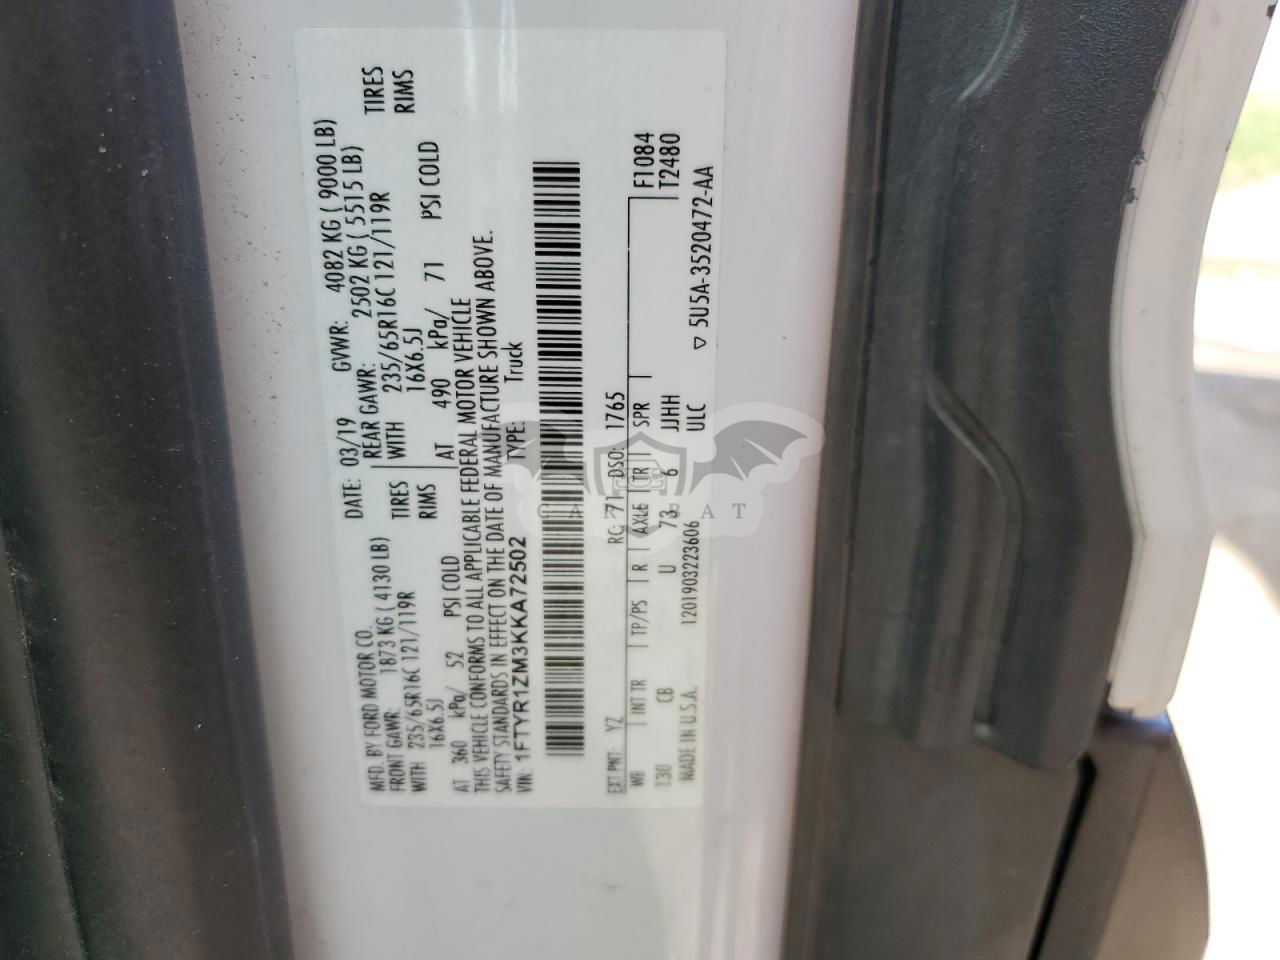 MFD. BY FORD MOTOR CO.
DATE: 03/19 GVWR: 4082 KG ( 9000 LB)
FRONT GAWR: 1873 KG ( 4130 LB) REAR GAWR: 2502 KG ( 5515 LB)
WITH 235/65R16C 121/119R TIRES WITH 235/65R16C 121/119R TIRES
16X6.5J RIMS 16X6.5J RIMS
AT 360 kPa/ 52 PSI COLD AT 490 kPa/ 71 PSI COLD
THIS VEHICLE CONFORMS TO ALL APPLICABLE FEDERAL MOTOR VEHICLE
SAFETY STANDARDS IN EFFECT ON THE DATE OF MANUFACTURE SHOWN ABOVE.
VIN: 1FTYR1ZM3KKA72502 TYPE: Truck
EXT PNT: YZ RC: 71 DSO: 1765
WB INT TR TP/PS R AXLE TR SPR F1084
130 CB U 73 6 JJHH T2480
MADE IN U.S.A. 1201903223606 ULC
▽ 5U5A-3520472-AA